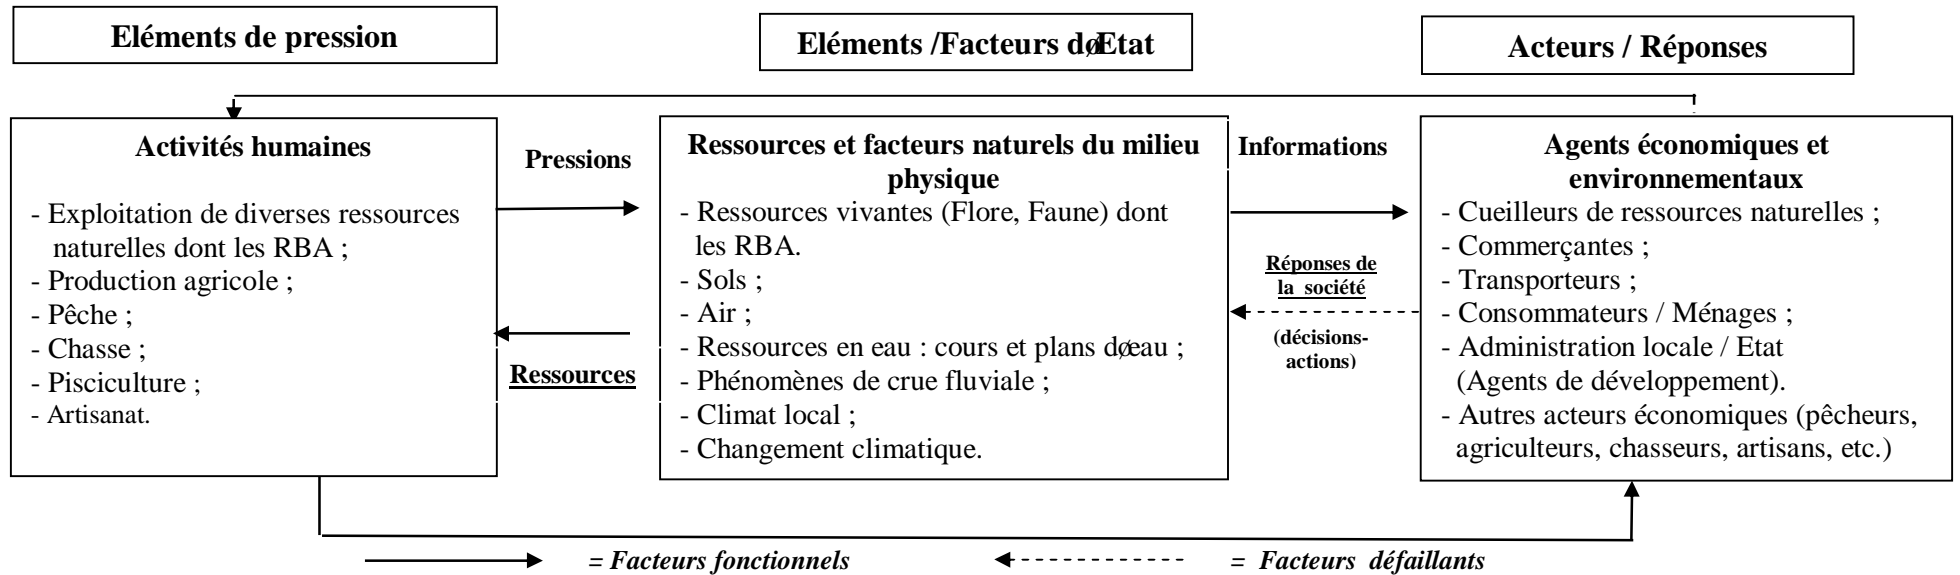 Eléments de pression
Eléments /Facteurs døEtat
Acteurs / Réponses
Activités humaines
- Exploitation de diverses ressources
naturelles dont les RBA ;
- Production agricole ;
- Pêche ;
- Chasse ;
- Pisciculture ;
- Artisanat.
Pressions
Ressources
Ressources et facteurs naturels du milieu
physique
- Ressources vivantes (Flore, Faune) dont
les RBA.
- Sols ;
- Air ;
- Ressources en eau : cours et plans døeau ;
- Phénomènes de crue fluviale ;
- Climat local ;
- Changement climatique.
Informations
Réponses de
la société
(décisions-
actions)
Agents économiques et
environnementaux
- Cueilleurs de ressources naturelles ;
- Commerçantes ;
- Transporteurs ;
- Consommateurs / Ménages ;
- Administration locale / Etat
(Agents de développement).
- Autres acteurs économiques (pêcheurs,
agriculteurs, chasseurs, artisans, etc.)
= Facteurs fonctionnels
= Facteurs défaillants